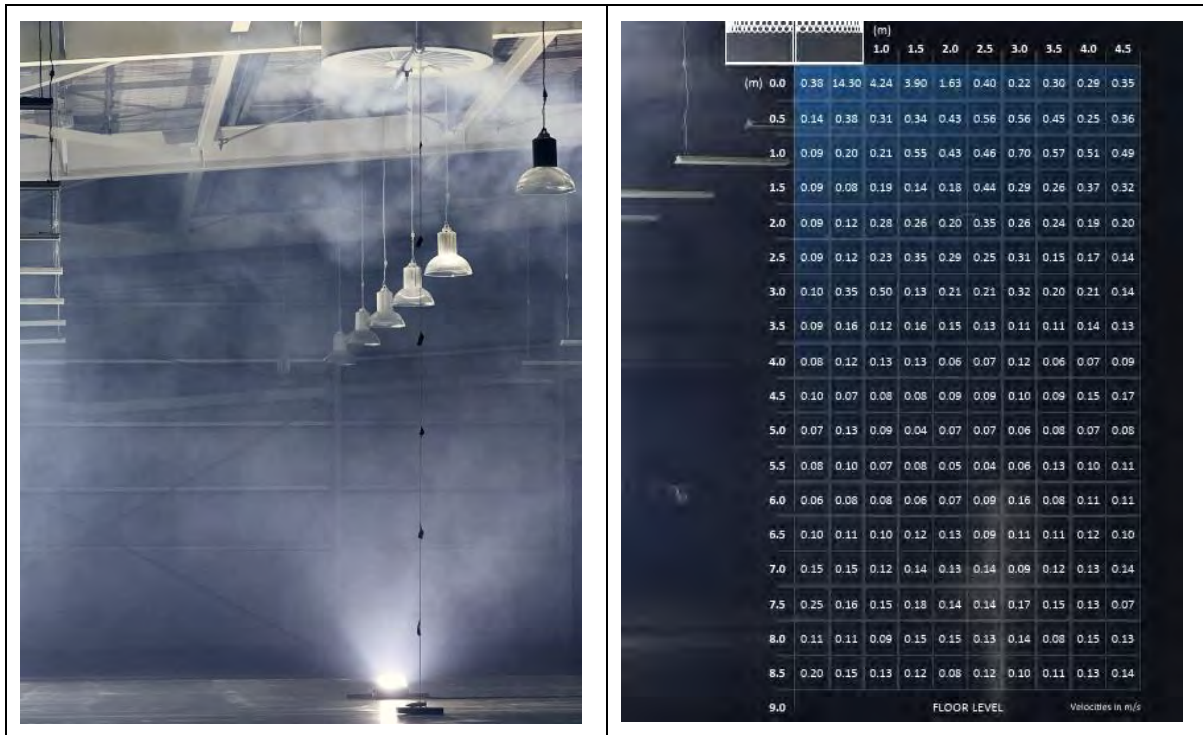 (m)
1.0 1.5 2.0 2.5 3.0 3.5 4.0 4.5
(m) 0.0 0.38 14.30 4.24 3.90 1.63 0.40 0.22 0.30 0.29 0.35
0.5 0.14 0.38 0.31 0.34 0.43 0.56 0.56 0.45 0.25 0.36
1.0 0.09 0.20 0.21 0.55 0.43 0.46 0.70 0.57 0.51 0.49
1.5 0.09 0.08 0.19 0.14 0.18 0.44 0.29 0.26 0.37 0.32
2.0 0.09 0.12 0.28 0.26 0.20 0.35 0.26 0.24 0.19 0.20
2.5 0.09 0.12 0.23 0.35 0.29 0.25 0.31 0.15 0.17 0.14
3.0 0.10 0.35 0.50 0.13 0.21 0.21 0.32 0.20 0.21 0.14
3.5 0.09 0.16 0.12 0.16 0.15 0.13 0.11 0.11 0.14 0.13
4.0 0.08 0.12 0.13 0.13 0.06 0.07 0.12 0.06 0.07 0.09
4.5 0.10 0.07 0.08 0.08 0.09 0.09 0.10 0.09 0.15 0.17
5.0 0.07 0.13 0.09 0.04 0.07 0.07 0.06 0.08 0.07 0.08
5.5 0.08 0.10 0.07 0.08 0.05 0.04 0.06 0.13 0.10 0.11
6.0 0.06 0.08 0.08 0.06 0.07 0.09 0.16 0.08 0.11 0.11
6.5 0.10 0.11 0.10 0.12 0.13 0.09 0.11 0.11 0.12 0.10
7.0 0.15 0.15 0.12 0.14 0.13 0.14 0.09 0.12 0.13 0.14
7.5 0.25 0.16 0.15 0.18 0.14 0.14 0.17 0.15 0.13 0.07
8.0 0.11 0.11 0.09 0.15 0.15 0.13 0.14 0.08 0.15 0.13
8.5 0.20 0.15 0.13 0.12 0.08 0.12 0.10 0.11 0.13 0.14
9.0 FLOOR LEVEL Velocities in m/s